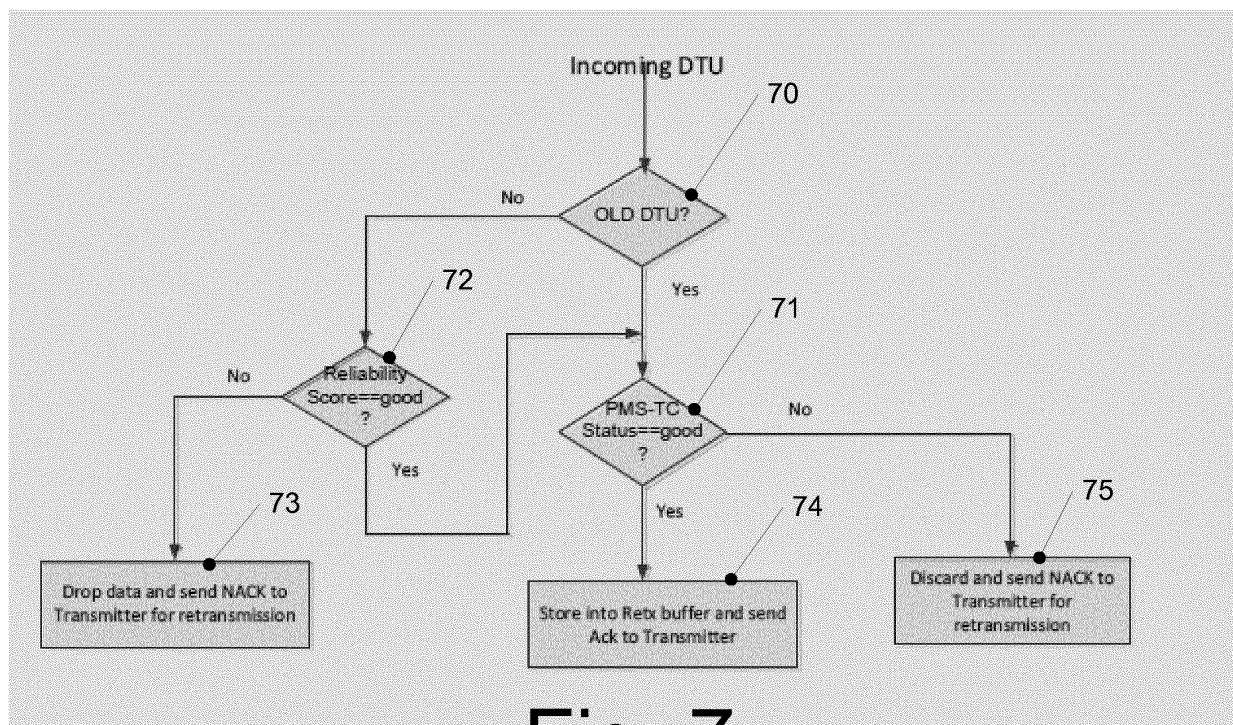 Incoming DTU
70
OLD DTU?
No
Yes
72
71
Reliability
Score==good
?
No
Yes
PMS-TC
Status==good
?
No
Yes
73
74
75
Drop data and send NACK to
Transmitter for retransmission
Store into Retx buffer and send
Ack to Transmitter
Discard and send NACK to
Transmitter for
retransmission
Fig. 7